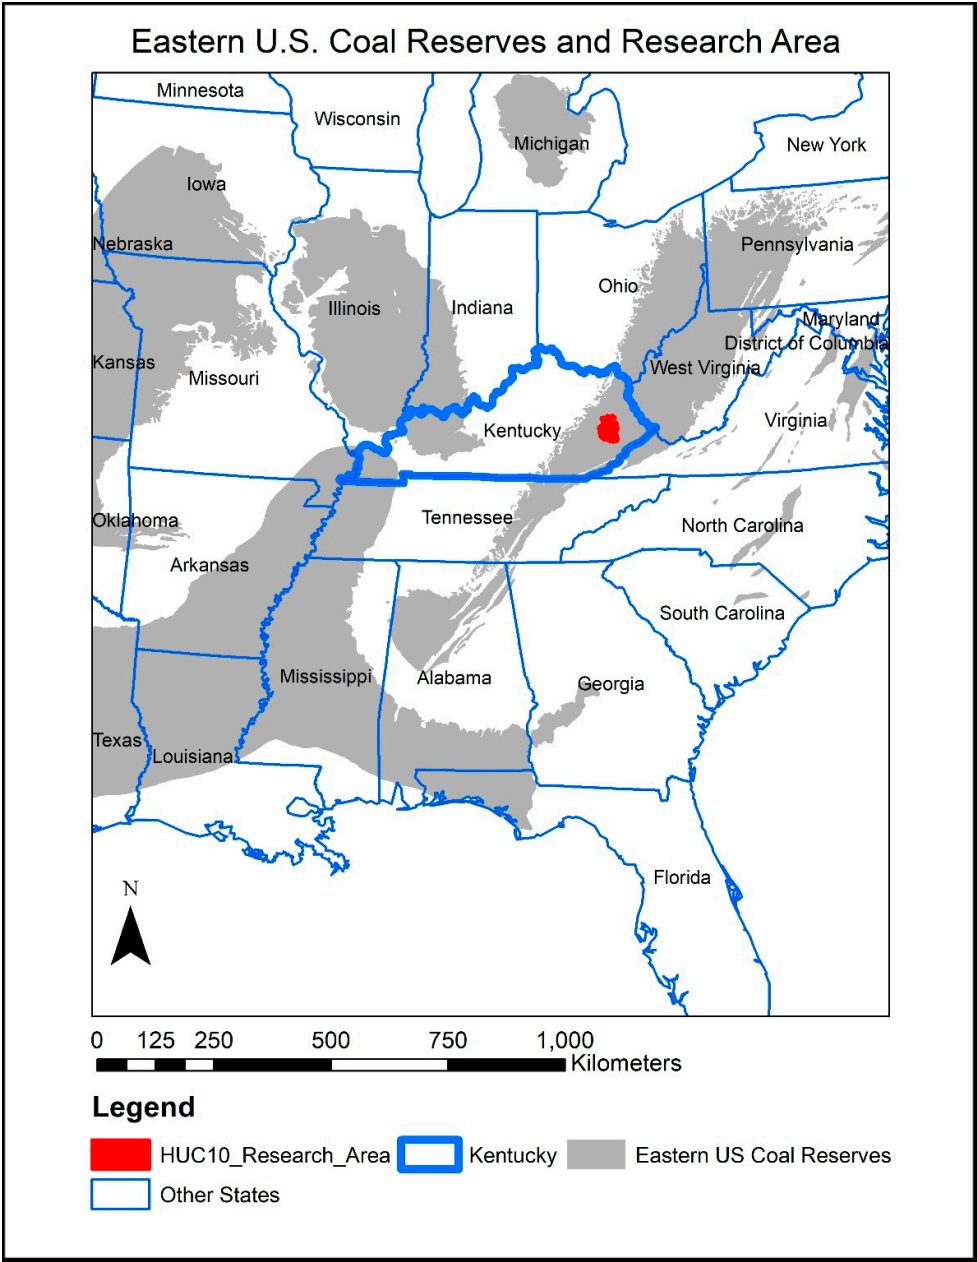 Eastern U.S. Coal Reserves and Research Area
Minnesota
Wisconsin
Michigan
New York
Iowa
Nebraska
Pennsylvania
Ohio
Illinois
Indiana
Maryland
District of Columbia
Kansas
West Virginia
Missouri
Virginia
Kentucky
Oklahoma
Tennessee
North Carolina
Arkansas
South Carolina
Mississippi
Alabama
Georgia
Texas
Louisiana
Florida
N
0 125 250 500 750 1,000
Kilometers
Legend
HUC10_Research_Area Kentucky Eastern US Coal Reserves
Other States